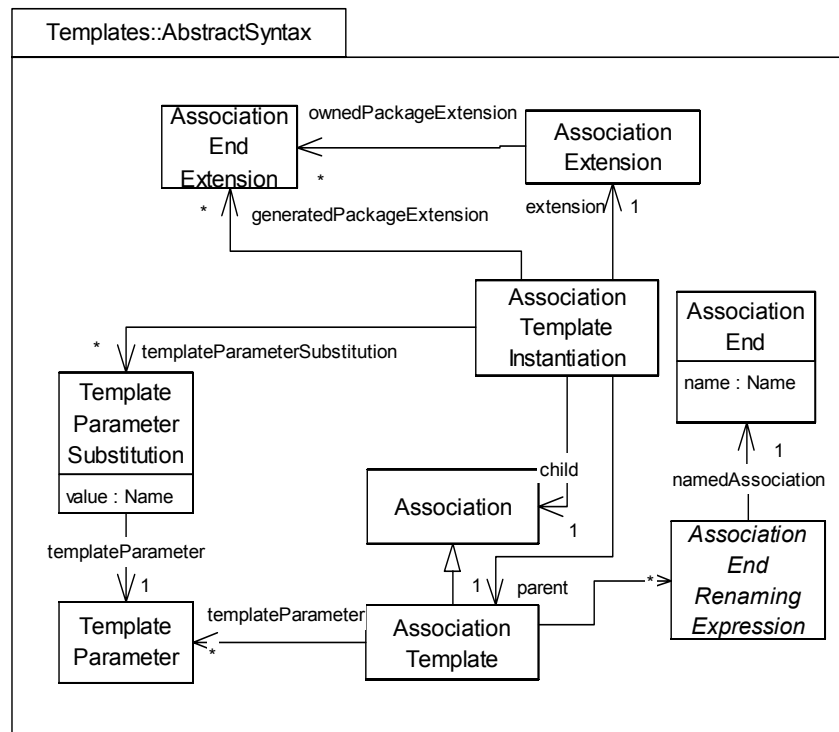 Templates::AbstractSyntax
ownedPackageExtension
Association
End
Extension
Association
Extension
*
*
generatedPackageExtension
extension
1
Association
Template
Instantiation
Association
End
name : Name
*
templateParameterSubstitution
Template
Parameter
Substitution
value : Name
child
1
namedAssociation
Association
1
templateParameter
1
Association
End
Renaming
Expression
1
parent
*
templateParameter
*
Template
Parameter
Association
Template